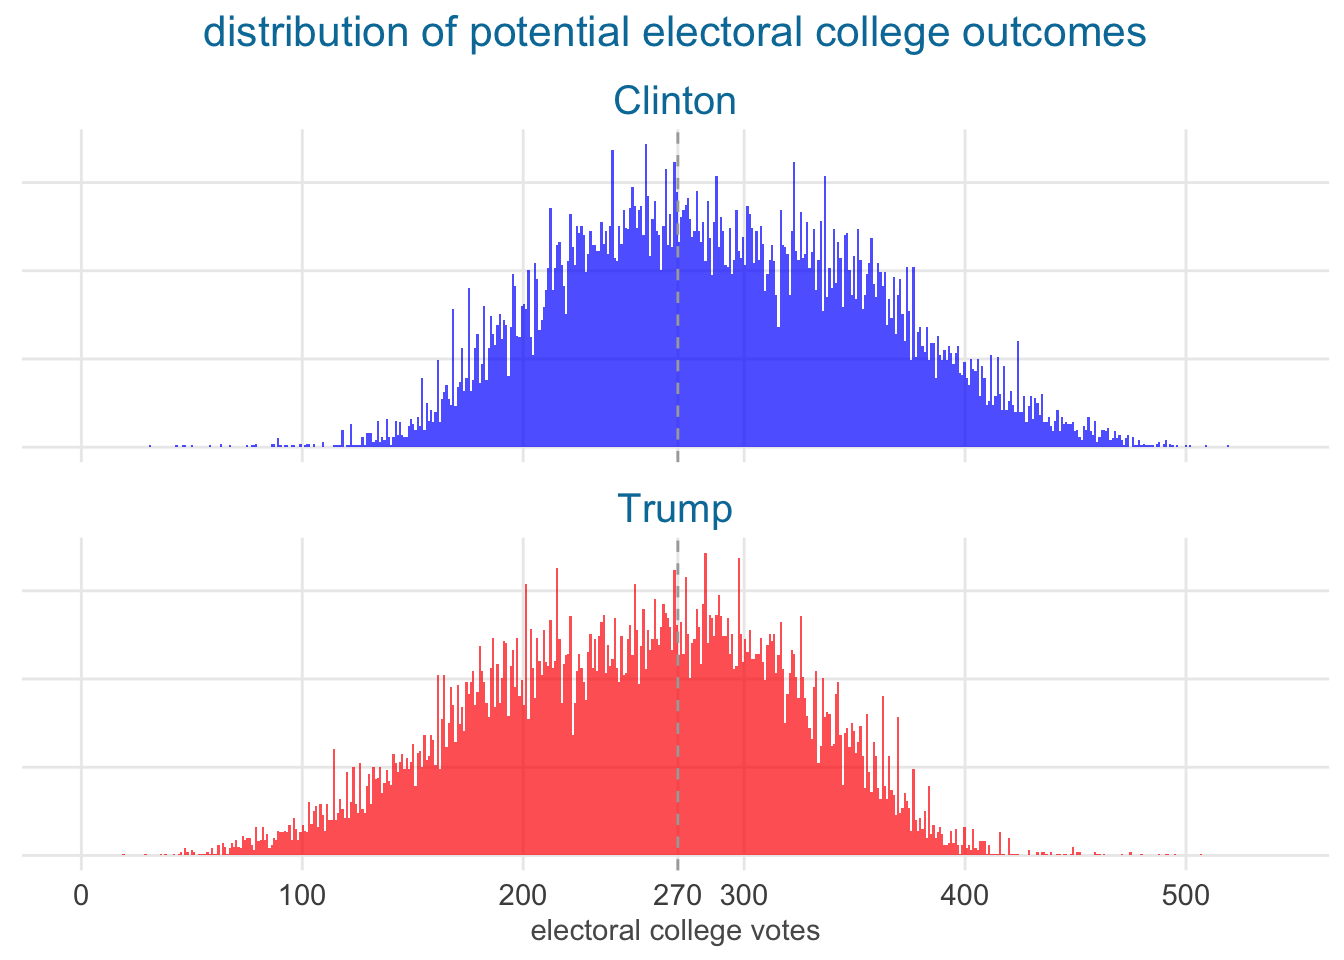 distribution of potential electoral college outcomes
Clinton
Trump
0 100 200 270 300 400 500
electoral college votes